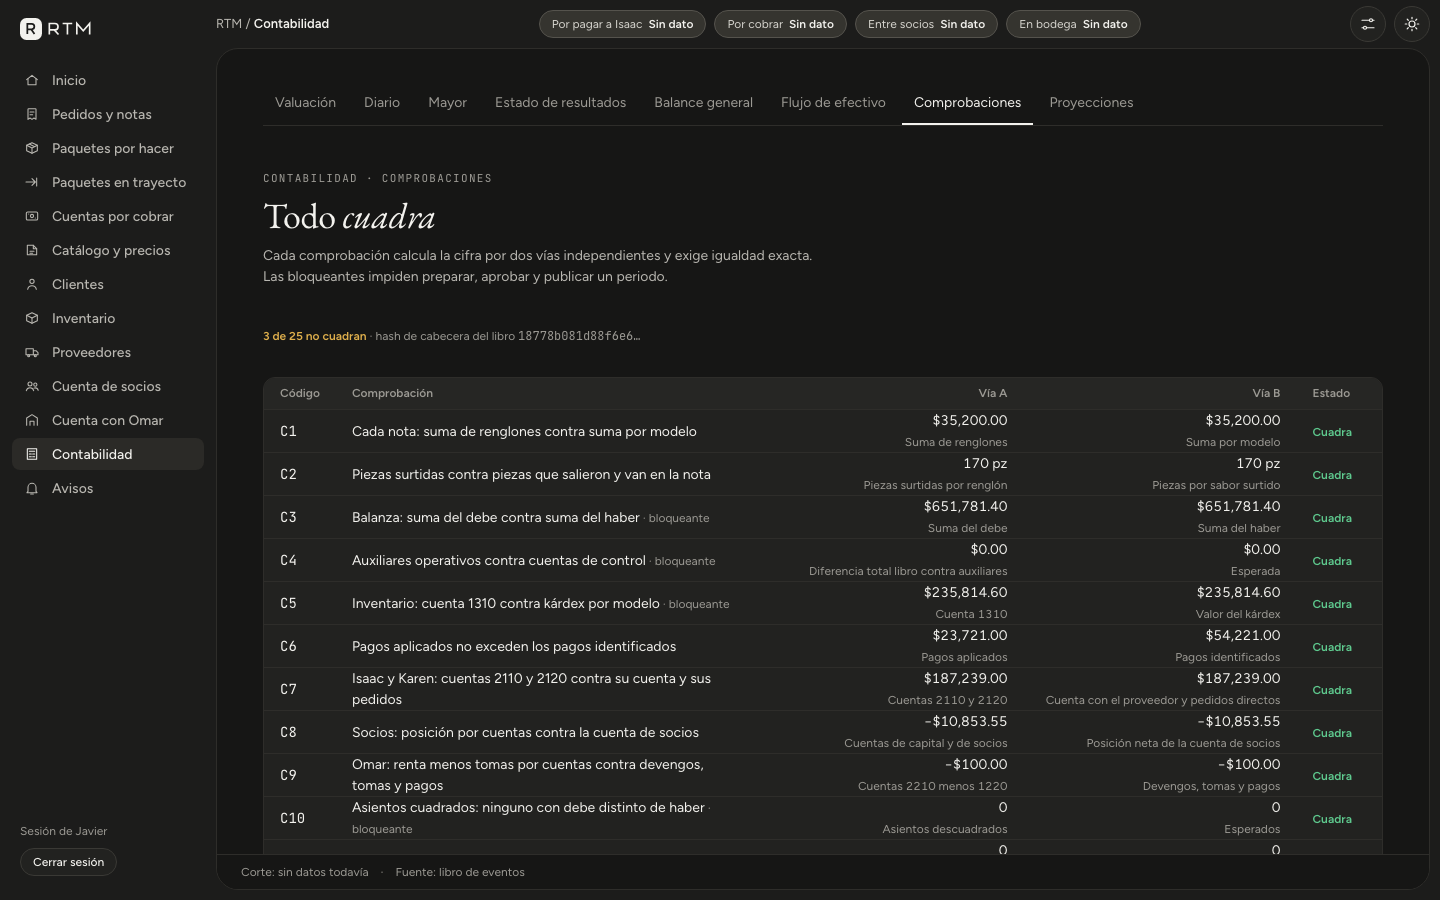 R RTM
RTM / Contabilidad
Por pagar a Isaac Sin dato
Por cobrar Sin dato
Entre socios Sin dato
En bodega Sin dato
Inicio
Pedidos y notas
Paquetes por hacer
Paquetes en trayecto
Cuentas por cobrar
Catálogo y precios
Clientes
Inventario
Proveedores
Cuenta de socios
Cuenta con Omar
Contabilidad
Avisos
Sesión de Javier
Cerrar sesión
Valuación Diario Mayor Estado de resultados Balance general Flujo de efectivo Comprobaciones Proyecciones
CONTABILIDAD · COMPROBACIONES
Todo cuadra
Cada comprobación calcula la cifra por dos vías independientes y exige igualdad exacta.
Las bloqueantes impiden preparar, aprobar y publicar un periodo.
3 de 25 no cuadran · hash de cabecera del libro 18778b081d88f6e6…
Código Comprobación Vía A Vía B Estado
C1 Cada nota: suma de renglones contra suma por modelo $35,200.00 $35,200.00 Cuadra
Suma de renglones Suma por modelo
C2 Piezas surtidas contra piezas que salieron y van en la nota 170 pz 170 pz Cuadra
Piezas surtidas por renglón Piezas por sabor surtido
C3 Balanza: suma del debe contra suma del haber · bloqueante $651,781.40 $651,781.40 Cuadra
Suma del debe Suma del haber
C4 Auxiliares operativos contra cuentas de control · bloqueante $0.00 $0.00 Cuadra
Diferencia total libro contra auxiliares Esperada
C5 Inventario: cuenta 1310 contra kárdex por modelo · bloqueante $235,814.60 $235,814.60 Cuadra
Cuenta 1310 Valor del kárdex
C6 Pagos aplicados no exceden los pagos identificados $23,721.00 $54,221.00 Cuadra
Pagos aplicados Pagos identificados
C7 Isaac y Karen: cuentas 2110 y 2120 contra su cuenta y sus $187,239.00 $187,239.00 Cuadra
pedidos Cuentas 2110 y 2120 Cuenta con el proveedor y pedidos directos
C8 Socios: posición por cuentas contra la cuenta de socios −$10,853.55 −$10,853.55 Cuadra
Cuentas de capital y de socios Posición neta de la cuenta de socios
C9 Omar: renta menos tomas por cuentas contra devengos, −$100.00 −$100.00 Cuadra
tomas y pagos Cuentas 2210 menos 1220 Devengos, tomas y pagos
C10 Asientos cuadrados: ninguno con debe distinto de haber · 0 0 Cuadra
bloqueante Asientos descuadrados Esperados
0 0
Corte: sin datos todavía · Fuente: libro de eventos